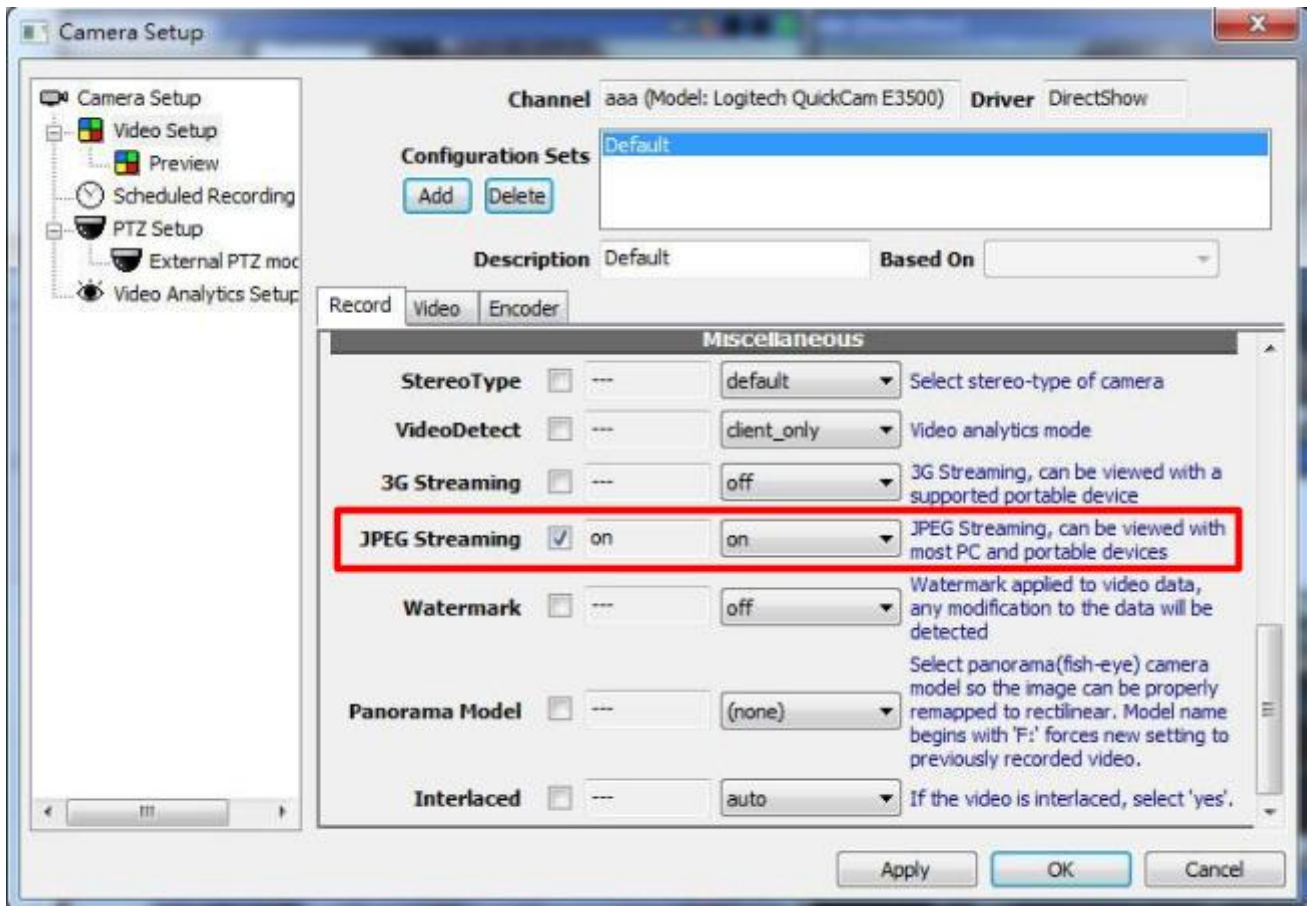 Camera Setup
Camera Setup
Video Setup
Preview
Scheduled Recording
PTZ Setup
External PTZ moc
Video Analytics Setup
Channel aaa (Model: Logitech QuickCam E3500) Driver DirectShow
Configuration Sets Default
Add Delete
Description Default Based On
Record Video Encoder
Miscellaneous
StereoType --- default Select stereo-type of camera
VideoDetect --- client_only Video analytics mode
3G Streaming --- off 3G Streaming, can be viewed with a
supported portable device
JPEG Streaming on on JPEG Streaming, can be viewed with
most PC and portable devices
Watermark --- off Watermark applied to video data,
any modification to the data will be
detected
Panorama Model --- (none) Select panorama(fish-eye) camera
model so the image can be properly
remapped to rectilinear. Model name
begins with 'F:' forces new setting to
previously recorded video.
Interlaced --- auto If the video is interlaced, select 'yes'.
Apply OK Cancel